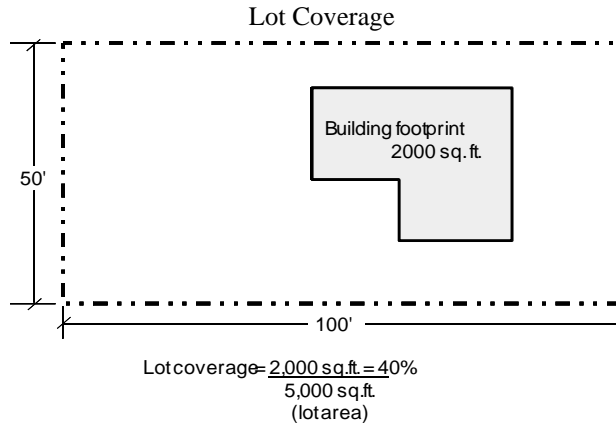 Lot Coverage
Building footprint
2000 sq. ft.
50'
100'
Lot coverage = 2,000 sq.ft. = 40%
5,000 sq.ft.
(lot area)